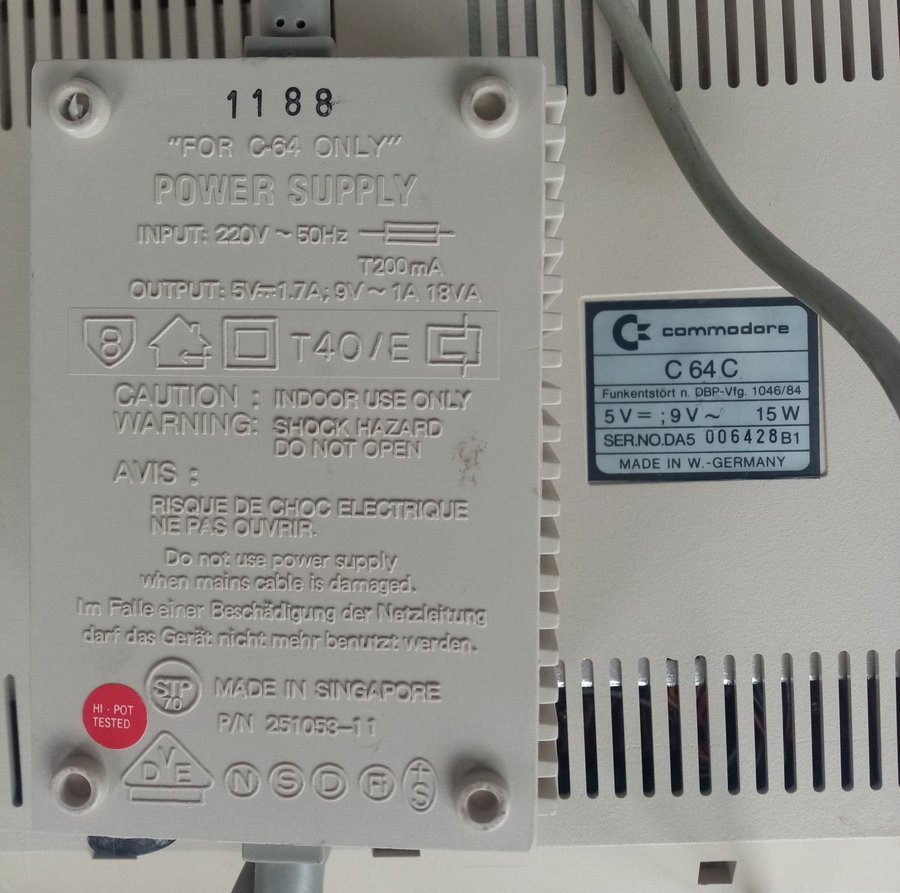 1188
"FOR C-64 ONLY"
POWER SUPPLY
INPUT: 220V ~ 50Hz
T200mA
OUTPUT: 5V⎓1.7A; 9V ~ 1A 18VA
8 T40/E
CAUTION : INDOOR USE ONLY
WARNING: SHOCK HAZARD
DO NOT OPEN
AVIS :
RISQUE DE CHOC ELECTRIQUE
NE PAS OUVRIR.
Do not use power supply
when mains cable is damaged.
Im Falle einer Beschädigung der Netzleitung
darf das Gerät nicht mehr benutzt werden.
STP
70
MADE IN SINGAPORE
P/N 251053-11
HI - POT
TESTED
DVE N S D FI +S
commodore
C 64 C
Funkentstört n. DBP-Vfg. 1046/84
5 V ⎓ ; 9 V ~ 15 W
SER.NO.DA5 006428 B1
MADE IN W.-GERMANY